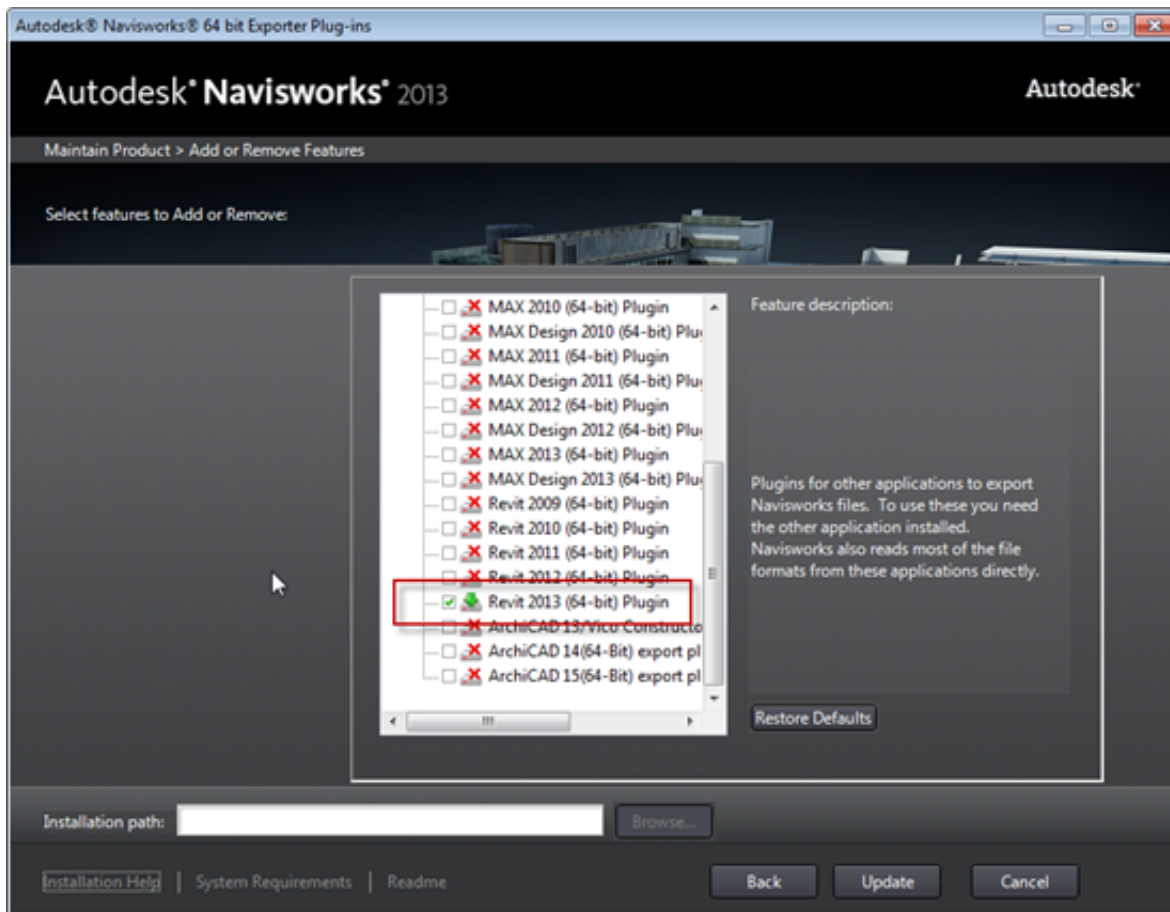 Autodesk® Navisworks® 64 bit Exporter Plug-ins
Autodesk® Navisworks® 2013
Autodesk®
Maintain Product > Add or Remove Features
Select features to Add or Remove:
MAX 2010 (64-bit) Plugin
MAX Design 2010 (64-bit) Plu
MAX 2011 (64-bit) Plugin
MAX Design 2011 (64-bit) Plu
MAX 2012 (64-bit) Plugin
MAX Design 2012 (64-bit) Plu
MAX 2013 (64-bit) Plugin
MAX Design 2013 (64-bit) Plu
Revit 2009 (64-bit) Plugin
Revit 2010 (64-bit) Plugin
Revit 2011 (64-bit) Plugin
Revit 2012 (64-bit) Plugin
Revit 2013 (64-bit) Plugin
ArchiCAD 13/Vico Constructo
ArchiCAD 14(64-Bit) export pl
ArchiCAD 15(64-Bit) export pl
Feature description:
Plugins for other applications to export
Navisworks files. To use these you need
the other application installed.
Navisworks also reads most of the file
formats from these applications directly.
Restore Defaults
Installation path:
Browse...
Installation Help | System Requirements | Readme
Back
Update
Cancel